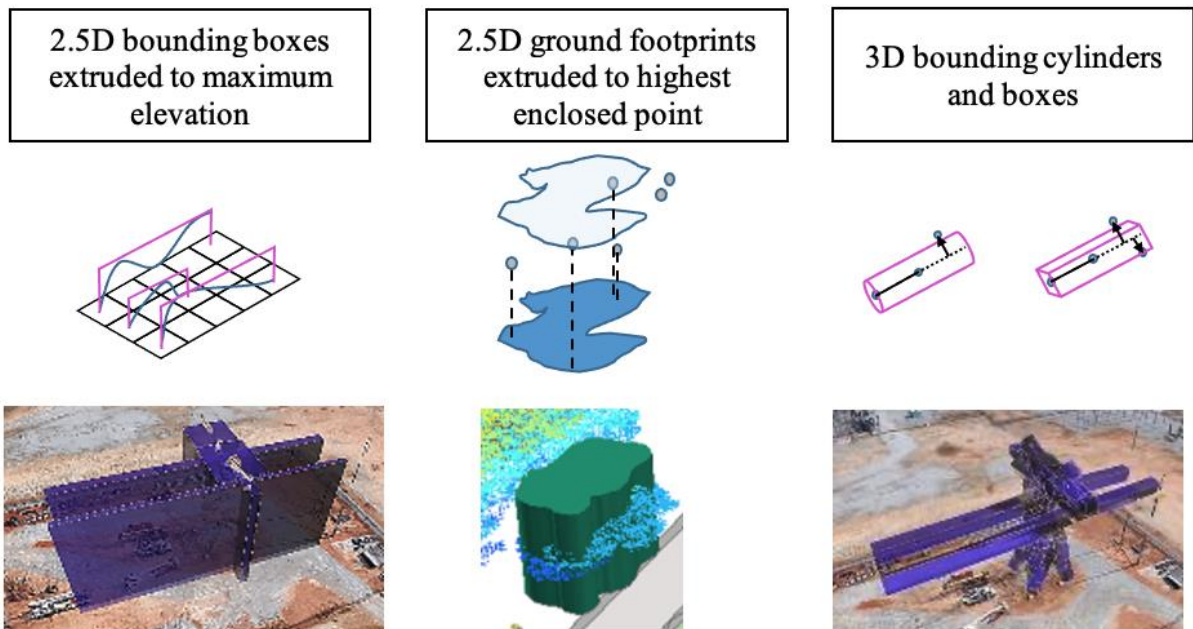 2.5D bounding boxes
extruded to maximum
elevation
2.5D ground footprints
extruded to highest
enclosed point
3D bounding cylinders
and boxes